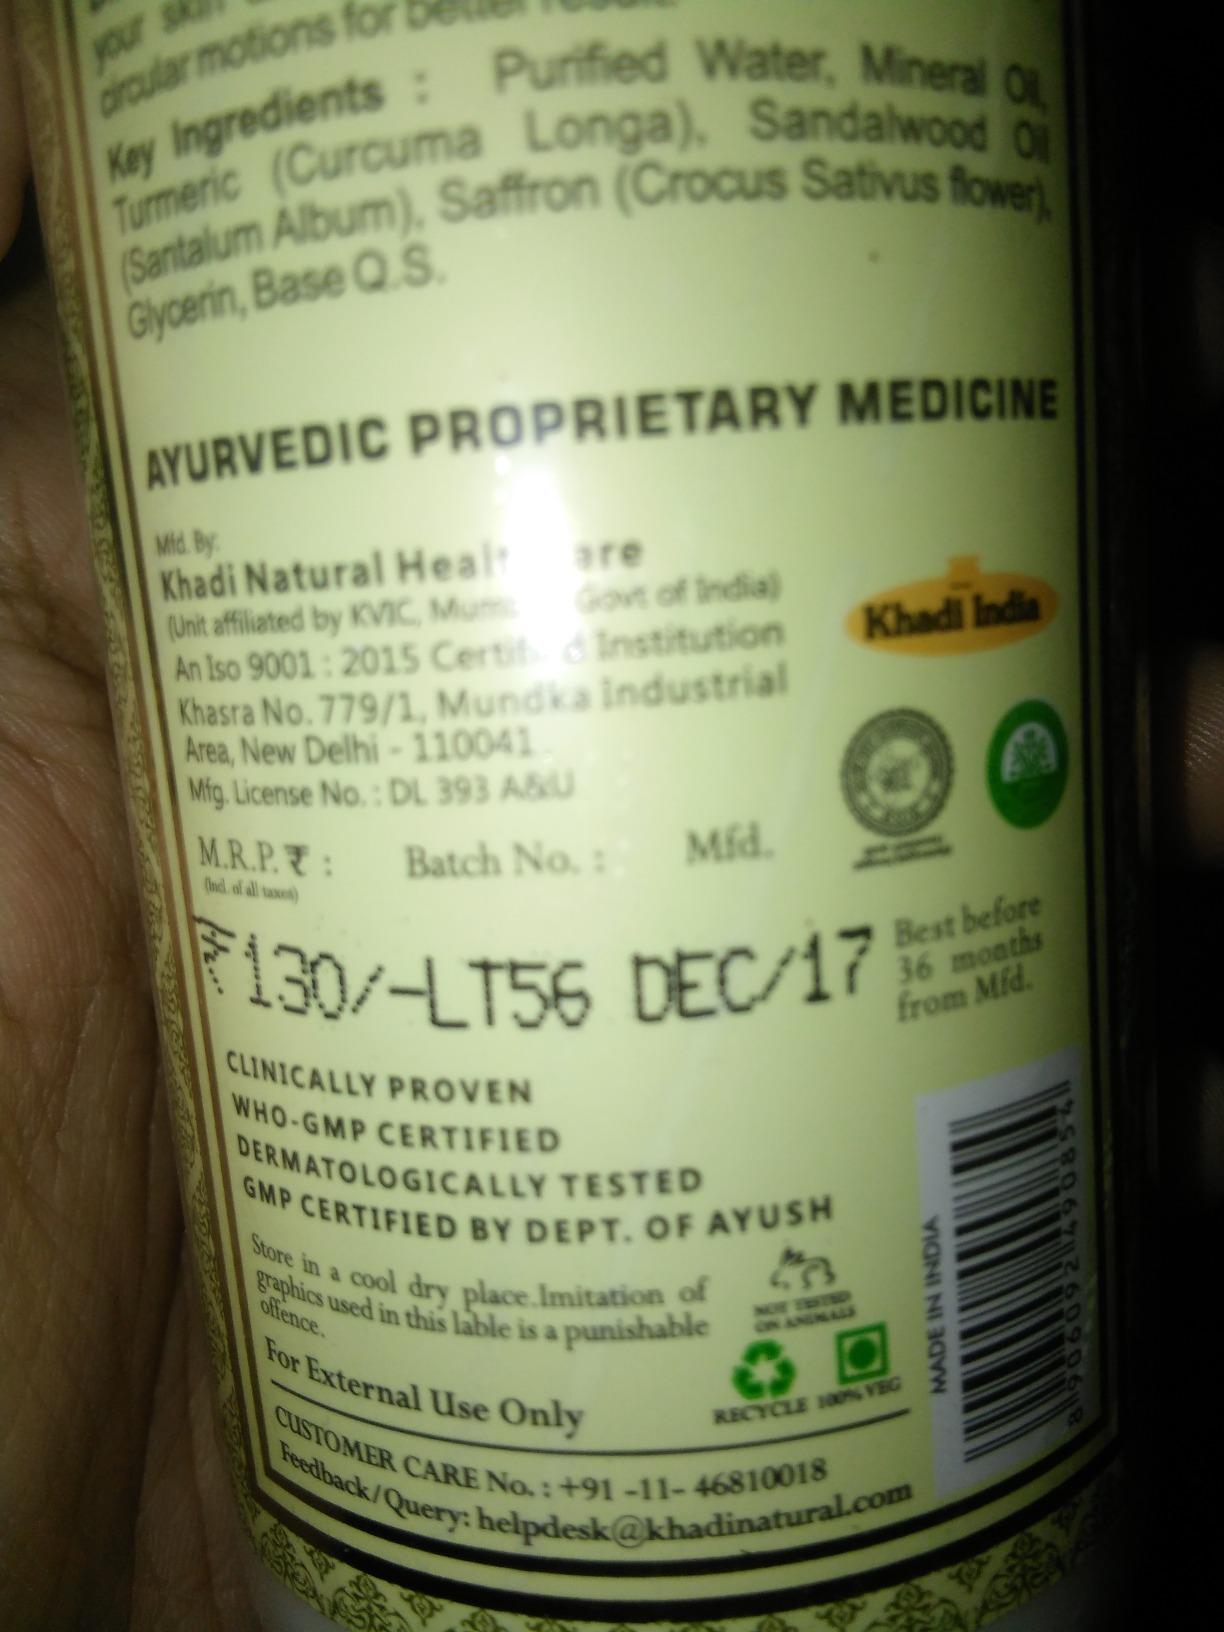 your skin
circular motions for better result.
Key Ingredients : Purified Water, Mineral Oil,
Turmeric (Curcuma Longa), Sandalwood Oil
(Santalum Album), Saffron (Crocus Sativus flower),
Glycerin, Base Q.S.
AYURVEDIC PROPRIETARY MEDICINE
Mfd. By:
Khadi Natural
(Unit affiliated by KVIC, Govt of India)
An Iso 9001 : 2015 Institution
Khasra No. 779/1, Mundka industrial
Area, New Delhi - 110041
Mfg. License No. : DL 393 A&U
Khadi India
M.R.P. ₹ : Batch No. : Mfd.
(Incl. of all taxes)
₹130/-LT56 DEC/17
Best before
36 months
from Mfd.
CLINICALLY PROVEN
WHO-GMP CERTIFIED
DERMATOLOGICALLY TESTED
GMP CERTIFIED BY DEPT. OF AYUSH
Store in a cool dry place.Imitation of
graphics used in this lable is a punishable
offence.
NOT TESTED
ON ANIMALS
For External Use Only
RECYCLE 100% VEG
MADE IN INDIA
8 906092 490854
CUSTOMER CARE No. : +91 -11- 46810018
Feedback/Query: helpdesk@khadinatural.com